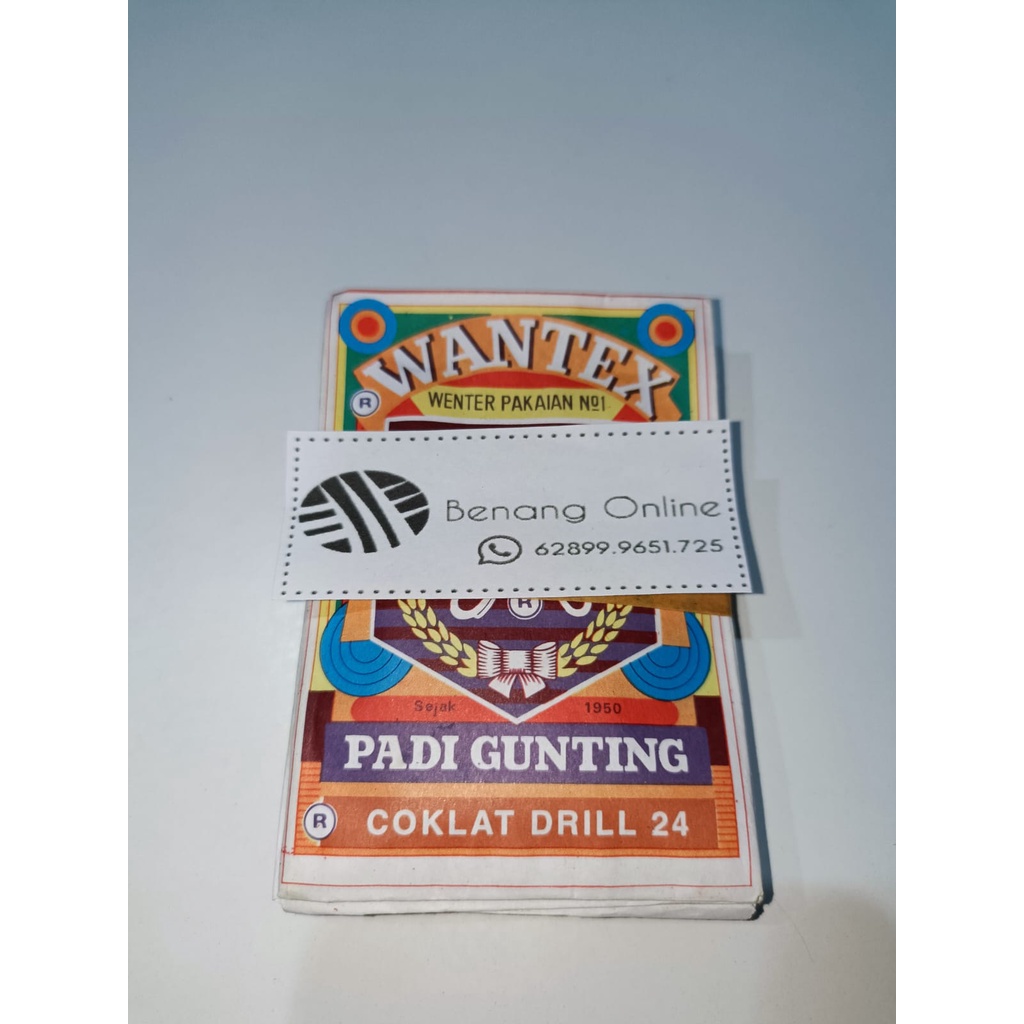 WANTEX
®
WENTER PAKAIAN №1
Benang Online
62899.9651.725
®
Sejak 1950
PADI GUNTING
®
COKLAT DRILL 24